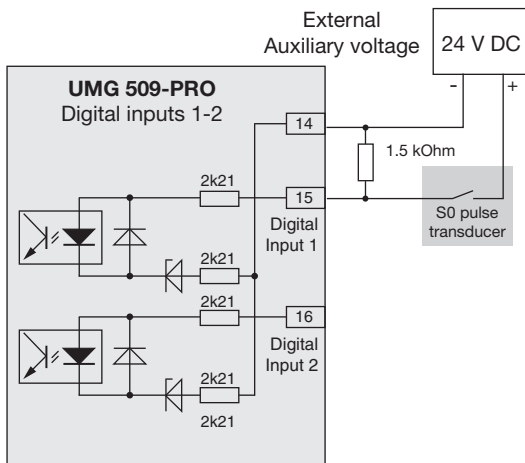 External
Auxiliary voltage
24 V DC
- +
UMG 509-PRO
Digital inputs 1-2
14
1.5 kOhm
2k21
15
Digital
Input 1
S0 pulse
transducer
2k21
2k21
16
Digital
Input 2
2k21
2k21